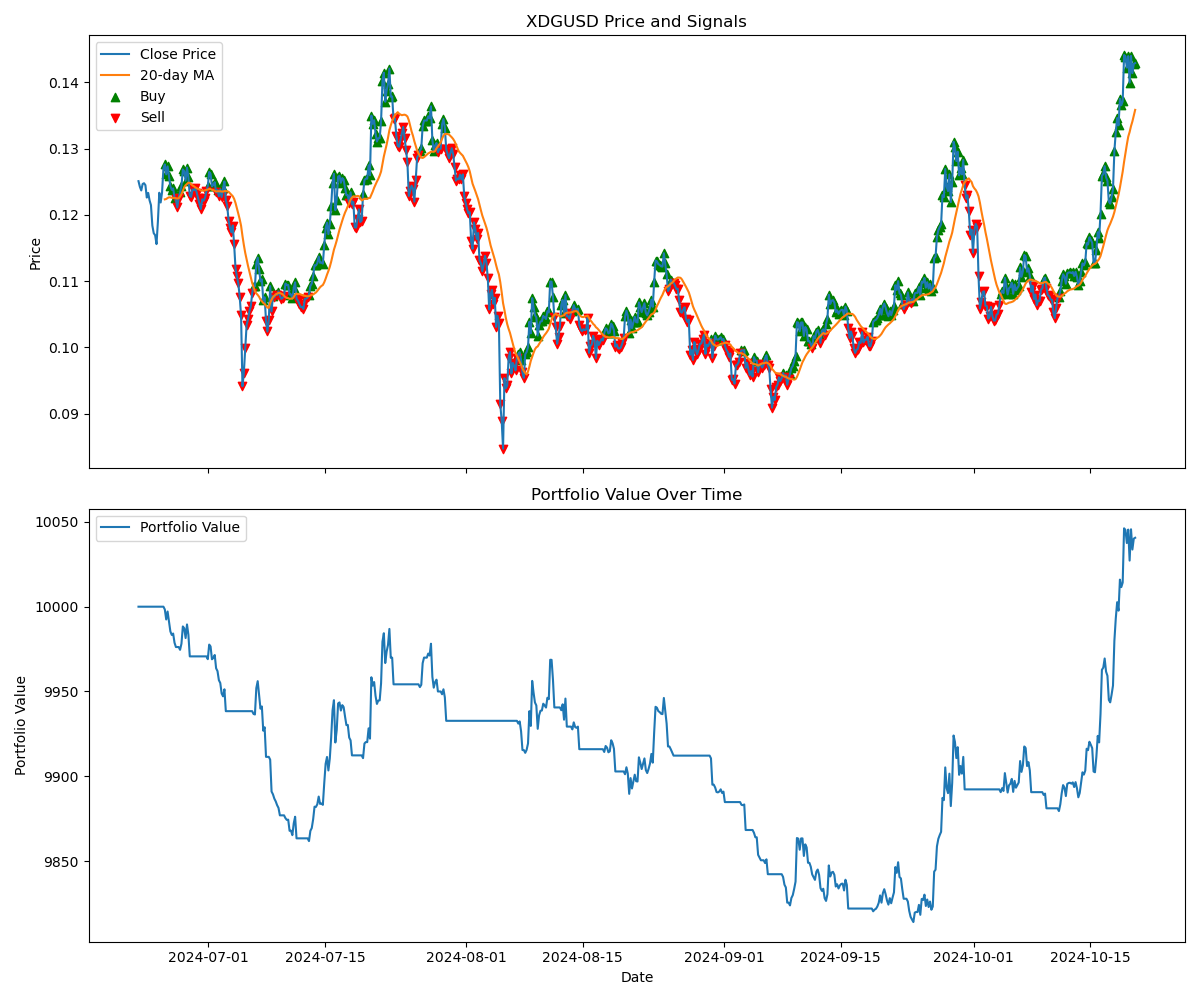 XDGUSD Price and Signals
Close Price
20-day MA
Buy
Sell
Price
0.14
0.13
0.12
0.11
0.10
0.09
Portfolio Value Over Time
Portfolio Value
Portfolio Value
10050
10000
9950
9900
9850
2024-07-01
2024-07-15
2024-08-01
2024-08-15
2024-09-01
2024-09-15
2024-10-01
2024-10-15
Date